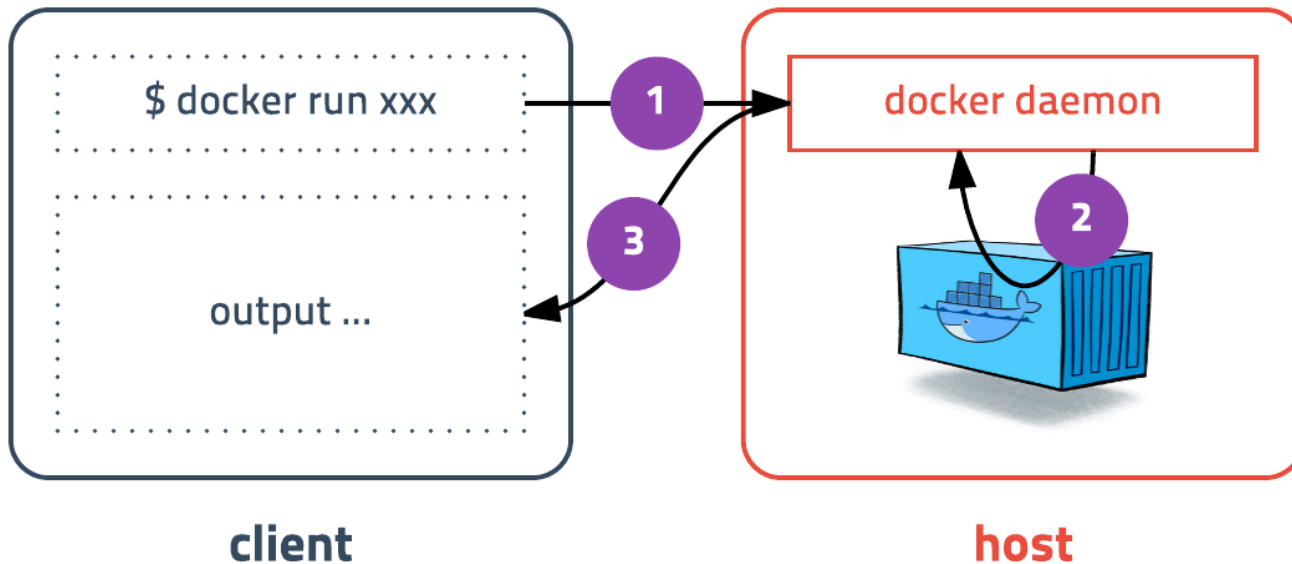 $ docker run xxx
1
docker daemon
2
3
output ...
client
host